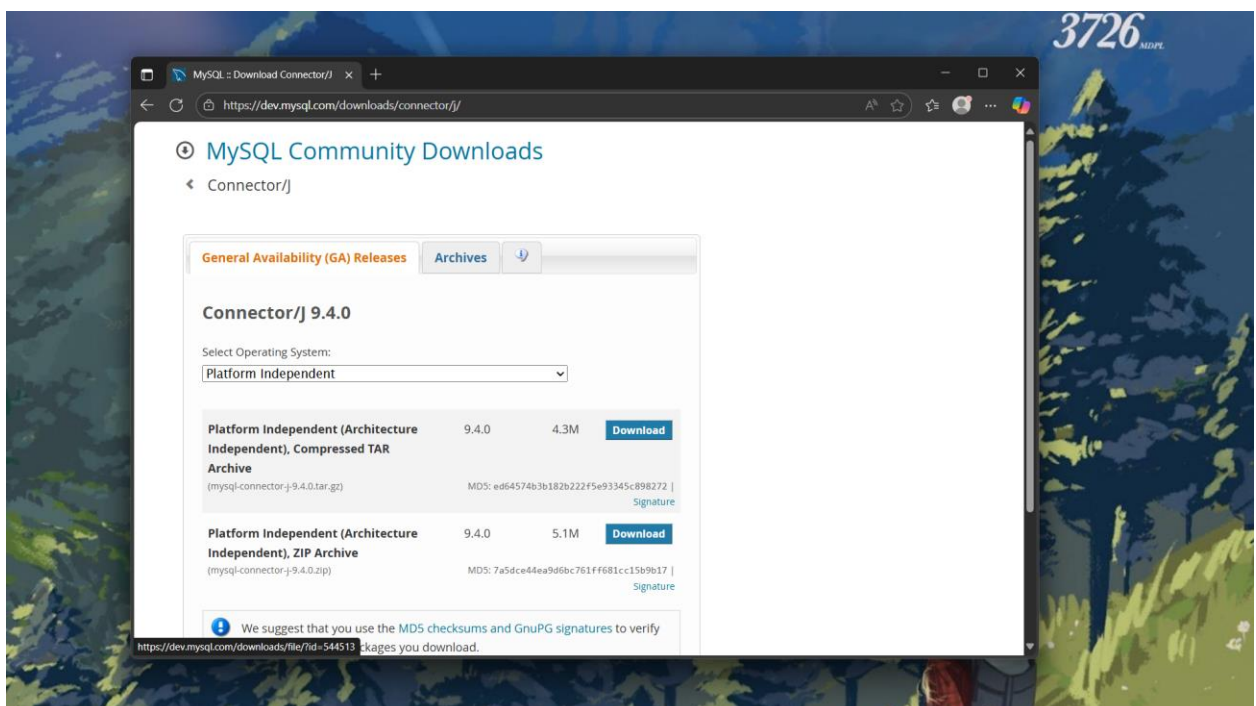 3726 MDPL
MySQL :: Download Connector/J
https://dev.mysql.com/downloads/connector/j/
MySQL Community Downloads
Connector/J
General Availability (GA) Releases
Archives
Connector/J 9.4.0
Select Operating System:
Platform Independent
Platform Independent (Architecture 9.4.0 4.3M Download
Independent), Compressed TAR
Archive
(mysql-connector-j-9.4.0.tar.gz) MD5: ed64574b3b182b222f5e93345c898272 |
Signature
Platform Independent (Architecture 9.4.0 5.1M Download
Independent), ZIP Archive
(mysql-connector-j-9.4.0.zip) MD5: 7a5dce44ea9d6bc761ff681cc15b9b17 |
Signature
We suggest that you use the MD5 checksums and GnuPG signatures to verify
https://dev.mysql.com/downloads/file/?id=544513 ckages you download.